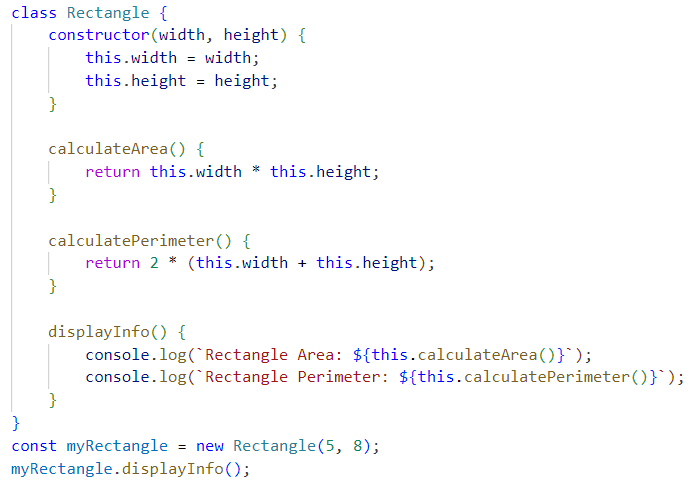 class Rectangle {
    constructor(width, height) {
        this.width = width;
        this.height = height;
    }

    calculateArea() {
        return this.width * this.height;
    }

    calculatePerimeter() {
        return 2 * (this.width + this.height);
    }

    displayInfo() {
        console.log(`Rectangle Area: ${this.calculateArea()}`);
        console.log(`Rectangle Perimeter: ${this.calculatePerimeter()}`);
    }
}
const myRectangle = new Rectangle(5, 8);
myRectangle.displayInfo();